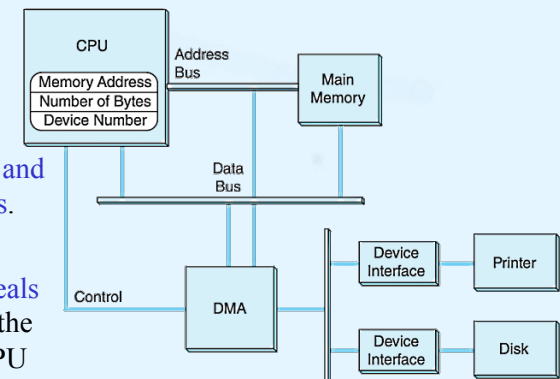 CPU
Memory Address
Number of Bytes
Device Number
Address
Bus
Main
Memory
and
s.
Data
Bus
eals
the
PU
Control
DMA
Device
Interface
Printer
Device
Interface
Disk